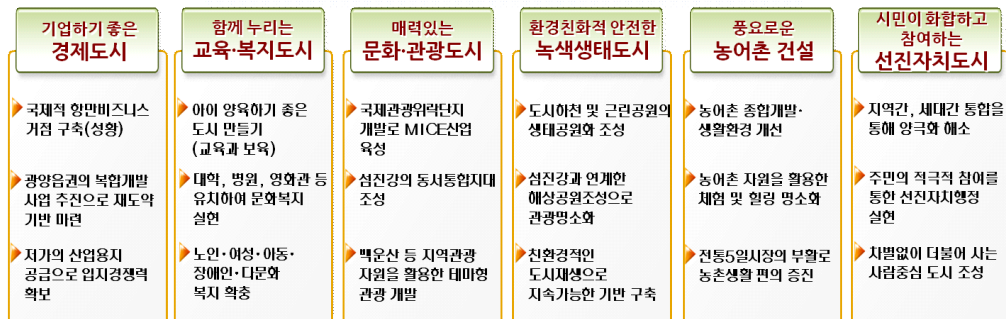 기업하기 좋은
경제도시
국제적 항만비즈니스
거점 구축(성황)
광양읍권의 복합개발
사업 추진으로 재도약
기반 마련
저가의 산업용지
공급으로 입지경쟁력
확보
함께 누리는
교육·복지도시
아이 양육하기 좋은
도시 만들기
(교육과 보육)
대학, 병원, 영화관 등
유치하여 문화복지
실현
노인·여성·아동·
장애인·다문화
복지 확충
매력있는
문화·관광도시
국제관광위락단지
개발로 MICE산업
육성
섬진강의 동서통합지대
조성
백운산 등 지역관광
자원을 활용한 테마형
관광 개발
환경친화적 안전한
녹색생태도시
도시하천 및 근린공원의
생태공원화 조성
섬진강과 연계한
해상공원조성으로
관광명소화
친환경적인
도시재생으로
지속가능한 기반 구축
풍요로운
농어촌 건설
농어촌 종합개발·
생활환경 개선
농어촌 자원을 활용한
체험 및 힐링 명소화
전통5일시장의 부활로
농촌생활 편의 증진
시민이 화합하고
참여하는
선진자치도시
지역간, 세대간 통합을
통해 양극화 해소
주민의 적극적 참여를
통한 선진자치행정
실현
차별없이 더불어 사는
사람중심 도시 조성